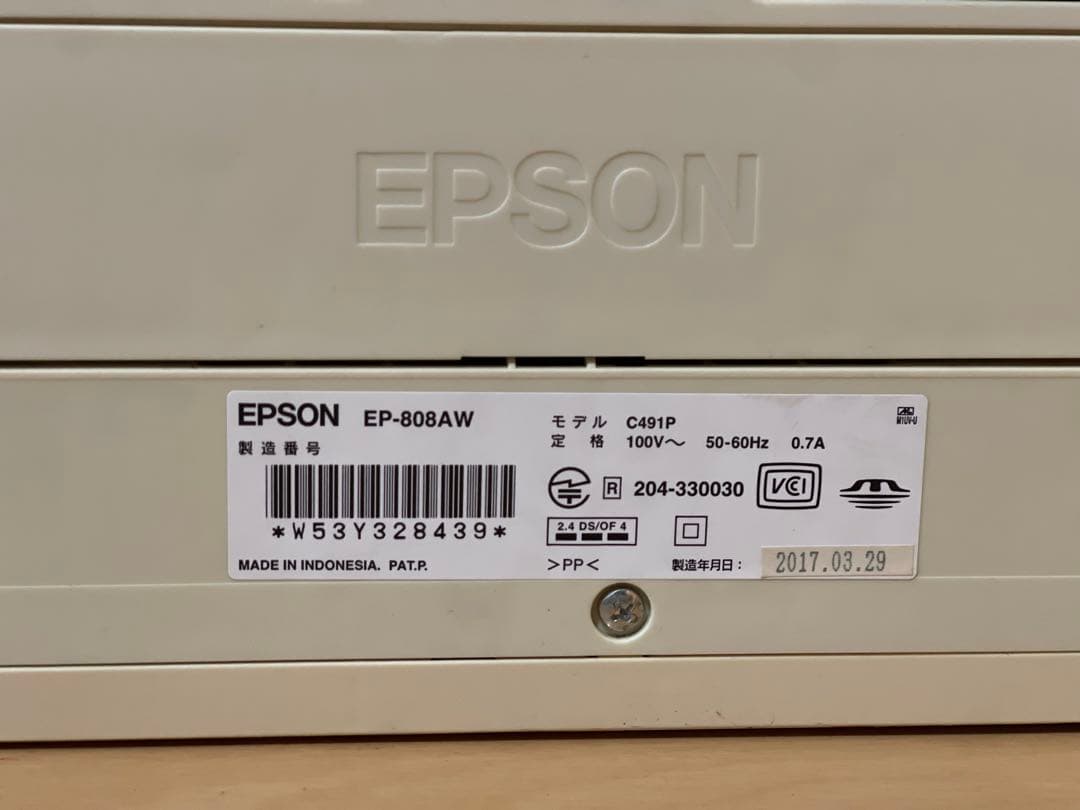 EPSON
EPSON EP-808AW
製造番号
*W53Y328439*
MADE IN INDONESIA. PAT.P.
モデル C491P
定格 100V～ 50-60Hz 0.7A
R 204-330030 VCI
2.4 DS/OF 4
>PP< 製造年月日： 2017.03.29
M1UV-U